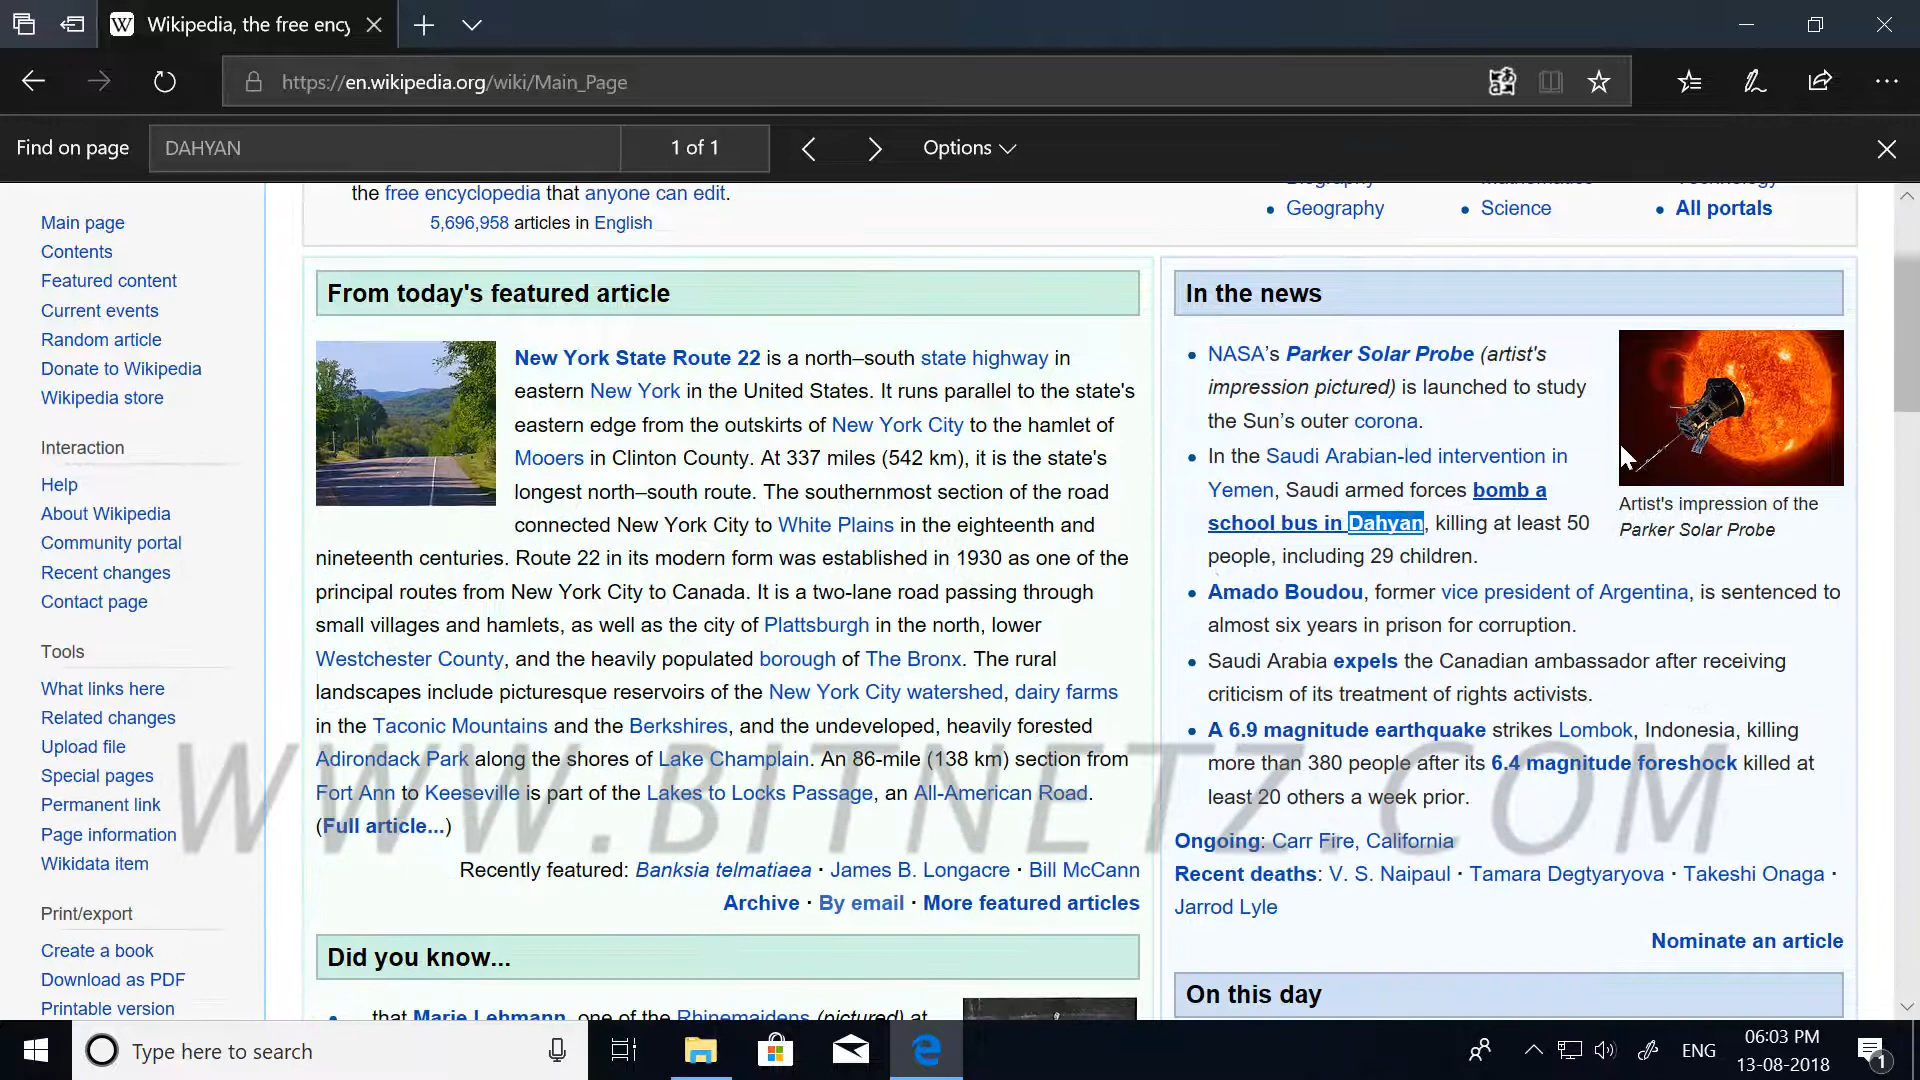 Wikipedia, the free ency
https://en.wikipedia.org/wiki/Main_Page
Find on page
DAHYAN
1 of 1
Options
the free encyclopedia that anyone can edit.
5,696,958 articles in English
Biography
Mathematics
Technology
Geography
Science
All portals
Main page
Contents
Featured content
Current events
Random article
Donate to Wikipedia
Wikipedia store
Interaction
Help
About Wikipedia
Community portal
Recent changes
Contact page
Tools
What links here
Related changes
Upload file
Special pages
Permanent link
Page information
Wikidata item
Print/export
Create a book
Download as PDF
Printable version
From today's featured article
New York State Route 22 is a north–south state highway in
eastern New York in the United States. It runs parallel to the state's
eastern edge from the outskirts of New York City to the hamlet of
Mooers in Clinton County. At 337 miles (542 km), it is the state's
longest north–south route. The southernmost section of the road
connected New York City to White Plains in the eighteenth and
nineteenth centuries. Route 22 in its modern form was established in 1930 as one of the
principal routes from New York City to Canada. It is a two-lane road passing through
small villages and hamlets, as well as the city of Plattsburgh in the north, lower
Westchester County, and the heavily populated borough of The Bronx. The rural
landscapes include picturesque reservoirs of the New York City watershed, dairy farms
in the Taconic Mountains and the Berkshires, and the undeveloped, heavily forested
Adirondack Park along the shores of Lake Champlain. An 86-mile (138 km) section from
Fort Ann to Keeseville is part of the Lakes to Locks Passage, an All-American Road.
(Full article...)
Recently featured: Banksia telmatiaea · James B. Longacre · Bill McCann
Archive · By email · More featured articles
Did you know...
that Marie Lehmann, one of the Rhinemaidens (pictured) at
In the news
NASA's Parker Solar Probe (artist's
impression pictured) is launched to study
the Sun's outer corona.
In the Saudi Arabian-led intervention in
Yemen, Saudi armed forces bomb a
school bus in Dahyan, killing at least 50
people, including 29 children.
Artist's impression of the
Parker Solar Probe
Amado Boudou, former vice president of Argentina, is sentenced to
almost six years in prison for corruption.
Saudi Arabia expels the Canadian ambassador after receiving
criticism of its treatment of rights activists.
A 6.9 magnitude earthquake strikes Lombok, Indonesia, killing
more than 380 people after its 6.4 magnitude foreshock killed at
least 20 others a week prior.
Ongoing: Carr Fire, California
Recent deaths: V. S. Naipaul · Tamara Degtyaryova · Takeshi Onaga ·
Jarrod Lyle
Nominate an article
On this day
WWW.BITNETZ.COM
Type here to search
ENG
06:03 PM
13-08-2018
1